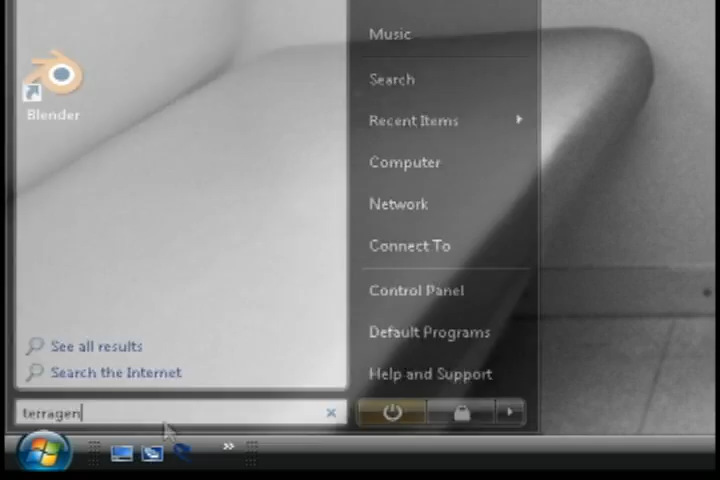 Music
Search
Blender
Recent Items
Computer
Network
Connect To
Control Panel
Default Programs
Help and Support
See all results
Search the Internet
terragen